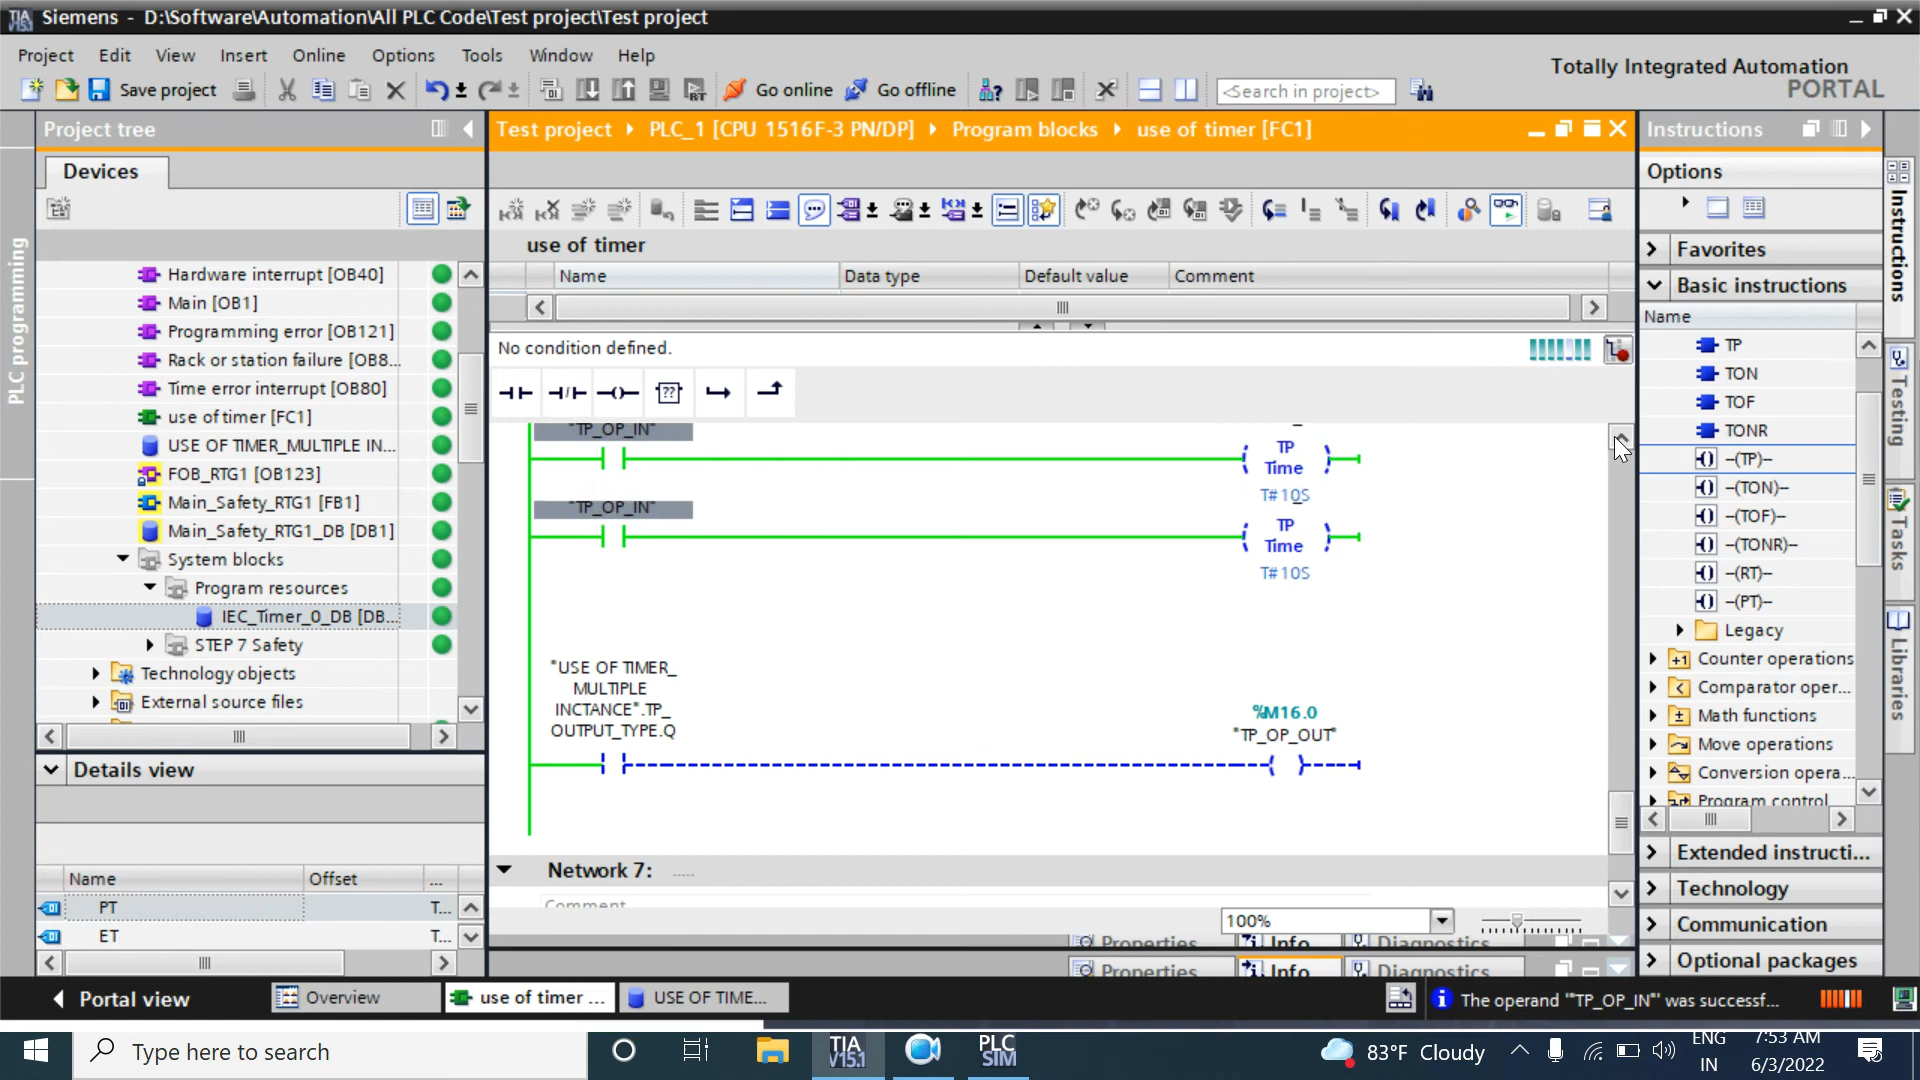 TIA
V15.1
Siemens - D:\Software\Automation\All PLC Code\Test project\Test project
Project Edit View Insert Online Options Tools Window Help
Totally Integrated Automation
PORTAL
Save project
Go online
Go offline
<Search in project>
Project tree
Test project PLC_1 [CPU 1516F-3 PN/DP] Program blocks use of timer [FC1]
Instructions
Devices
Options
PLC programming
Hardware interrupt [OB40]
Main [OB1]
Programming error [OB121]
Rack or station failure [OB8...
Time error interrupt [OB80]
use of timer [FC1]
USE OF TIMER_MULTIPLE IN...
FOB_RTG1 [OB123]
Main_Safety_RTG1 [FB1]
Main_Safety_RTG1_DB [DB1]
System blocks
Program resources
IEC_Timer_0_DB [DB...
STEP 7 Safety
Technology objects
External source files
Details view
Name Offset ...
PT T...
ET T...
use of timer
Name Data type Default value Comment
No condition defined.
??
"TP_OP_IN"
TP
Time
T#10S
"TP_OP_IN"
TP
Time
T#10S
"USE OF TIMER_
MULTIPLE
INCTANCE".TP_
OUTPUT_TYPE.Q
%M16.0
"TP_OP_OUT"
Network 7: .....
Comment
100%
Properties Info Diagnostics
Properties Info Diagnostics
Favorites
Basic instructions
Name
TP
TON
TOF
TONR
-(TP)-
-(TON)-
-(TOF)-
-(TONR)-
-(RT)-
-(PT)-
Legacy
Counter operations
Comparator oper...
Math functions
Move operations
Conversion opera...
Program control
Extended instructi...
Technology
Communication
Optional packages
Instructions
Testing
Tasks
Libraries
Portal view
Overview
use of timer ...
USE OF TIME...
The operand '"TP_OP_IN"' was successf...
Type here to search
TIA
V15.1
PLC
SIM
83°F Cloudy
ENG
IN
7:53 AM
6/3/2022